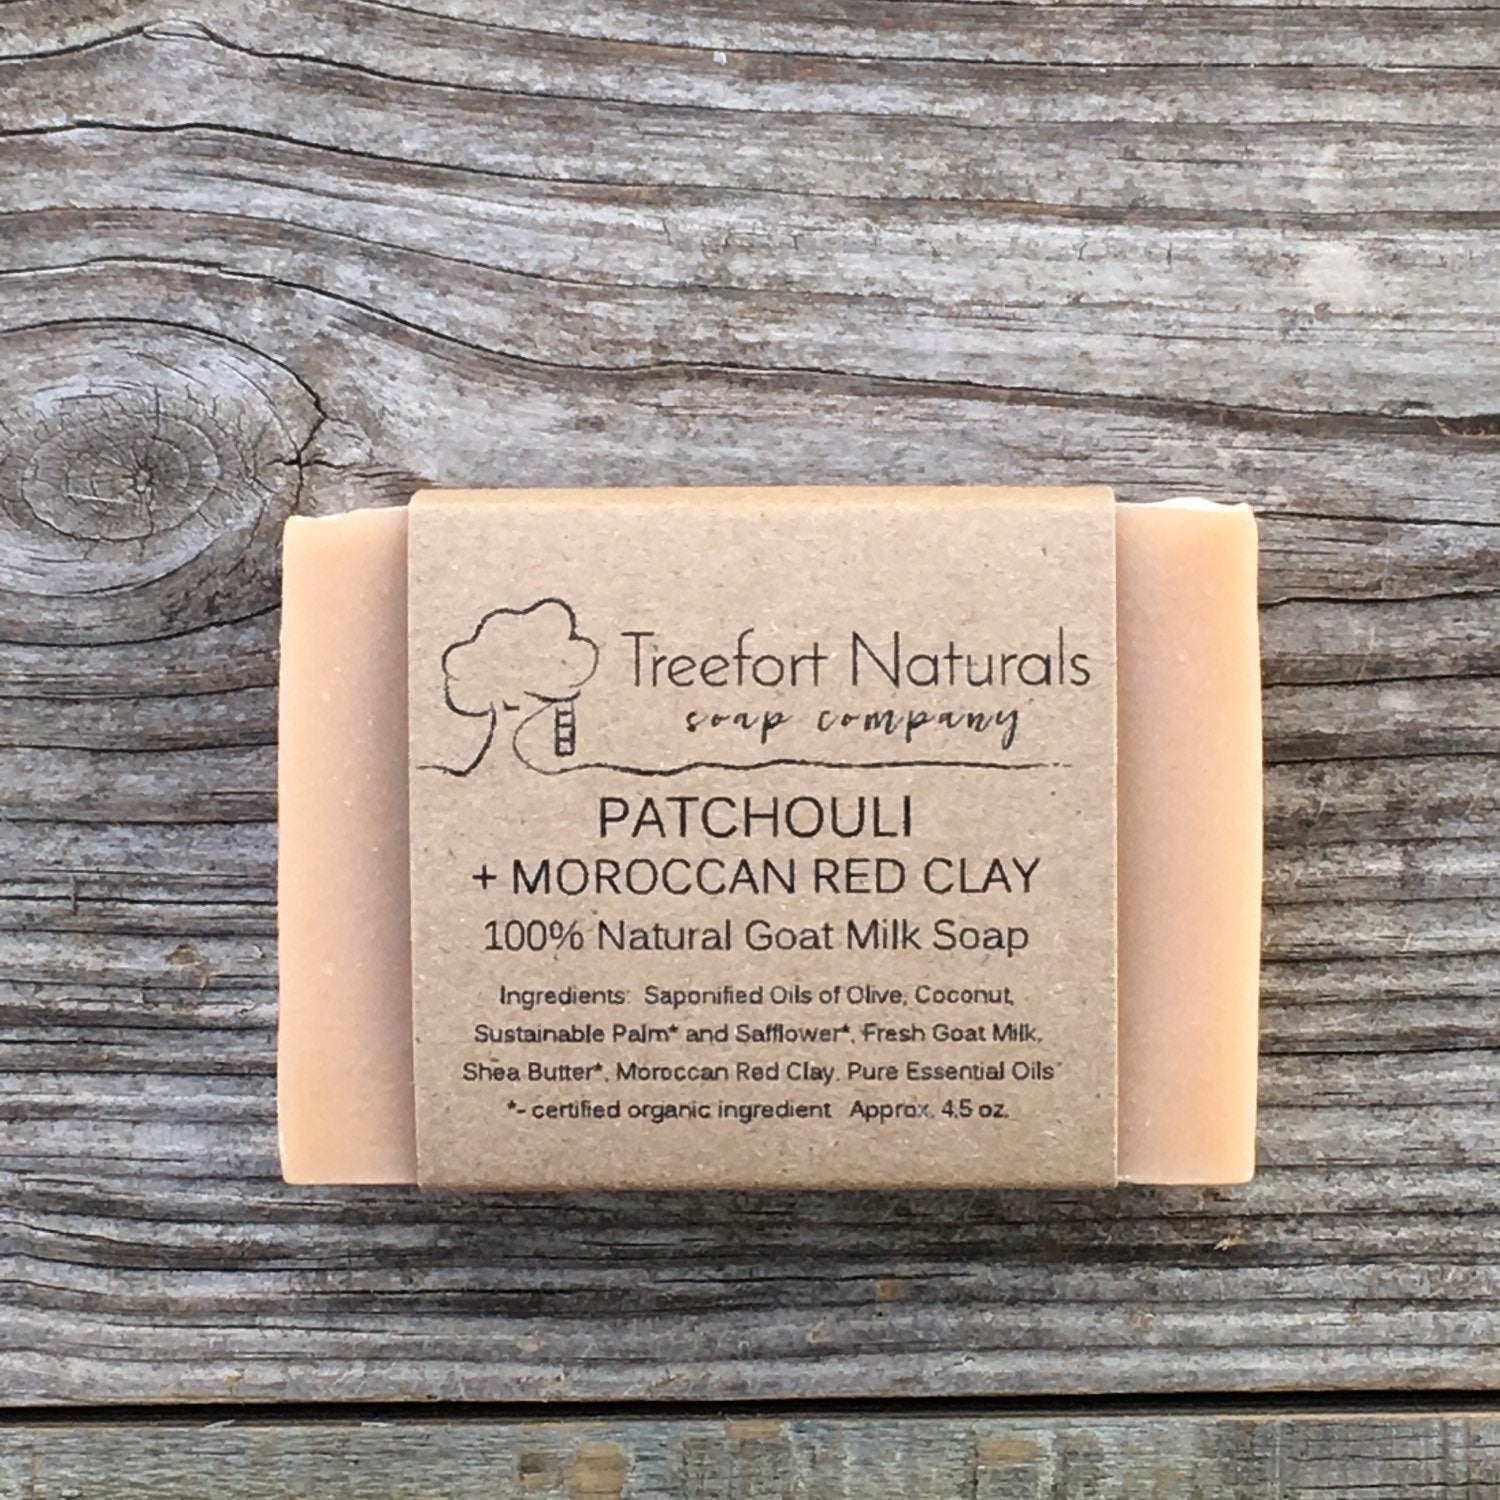 Treefort Naturals
soap company
PATCHOULI
+ MOROCCAN RED CLAY
100% Natural Goat Milk Soap
Ingredients: Saponified Oils of Olive, Coconut,
Sustainable Palm* and Safflower*, Fresh Goat Milk,
Shea Butter*, Moroccan Red Clay, Pure Essential Oils
*- certified organic ingredient Approx. 4.5 oz.